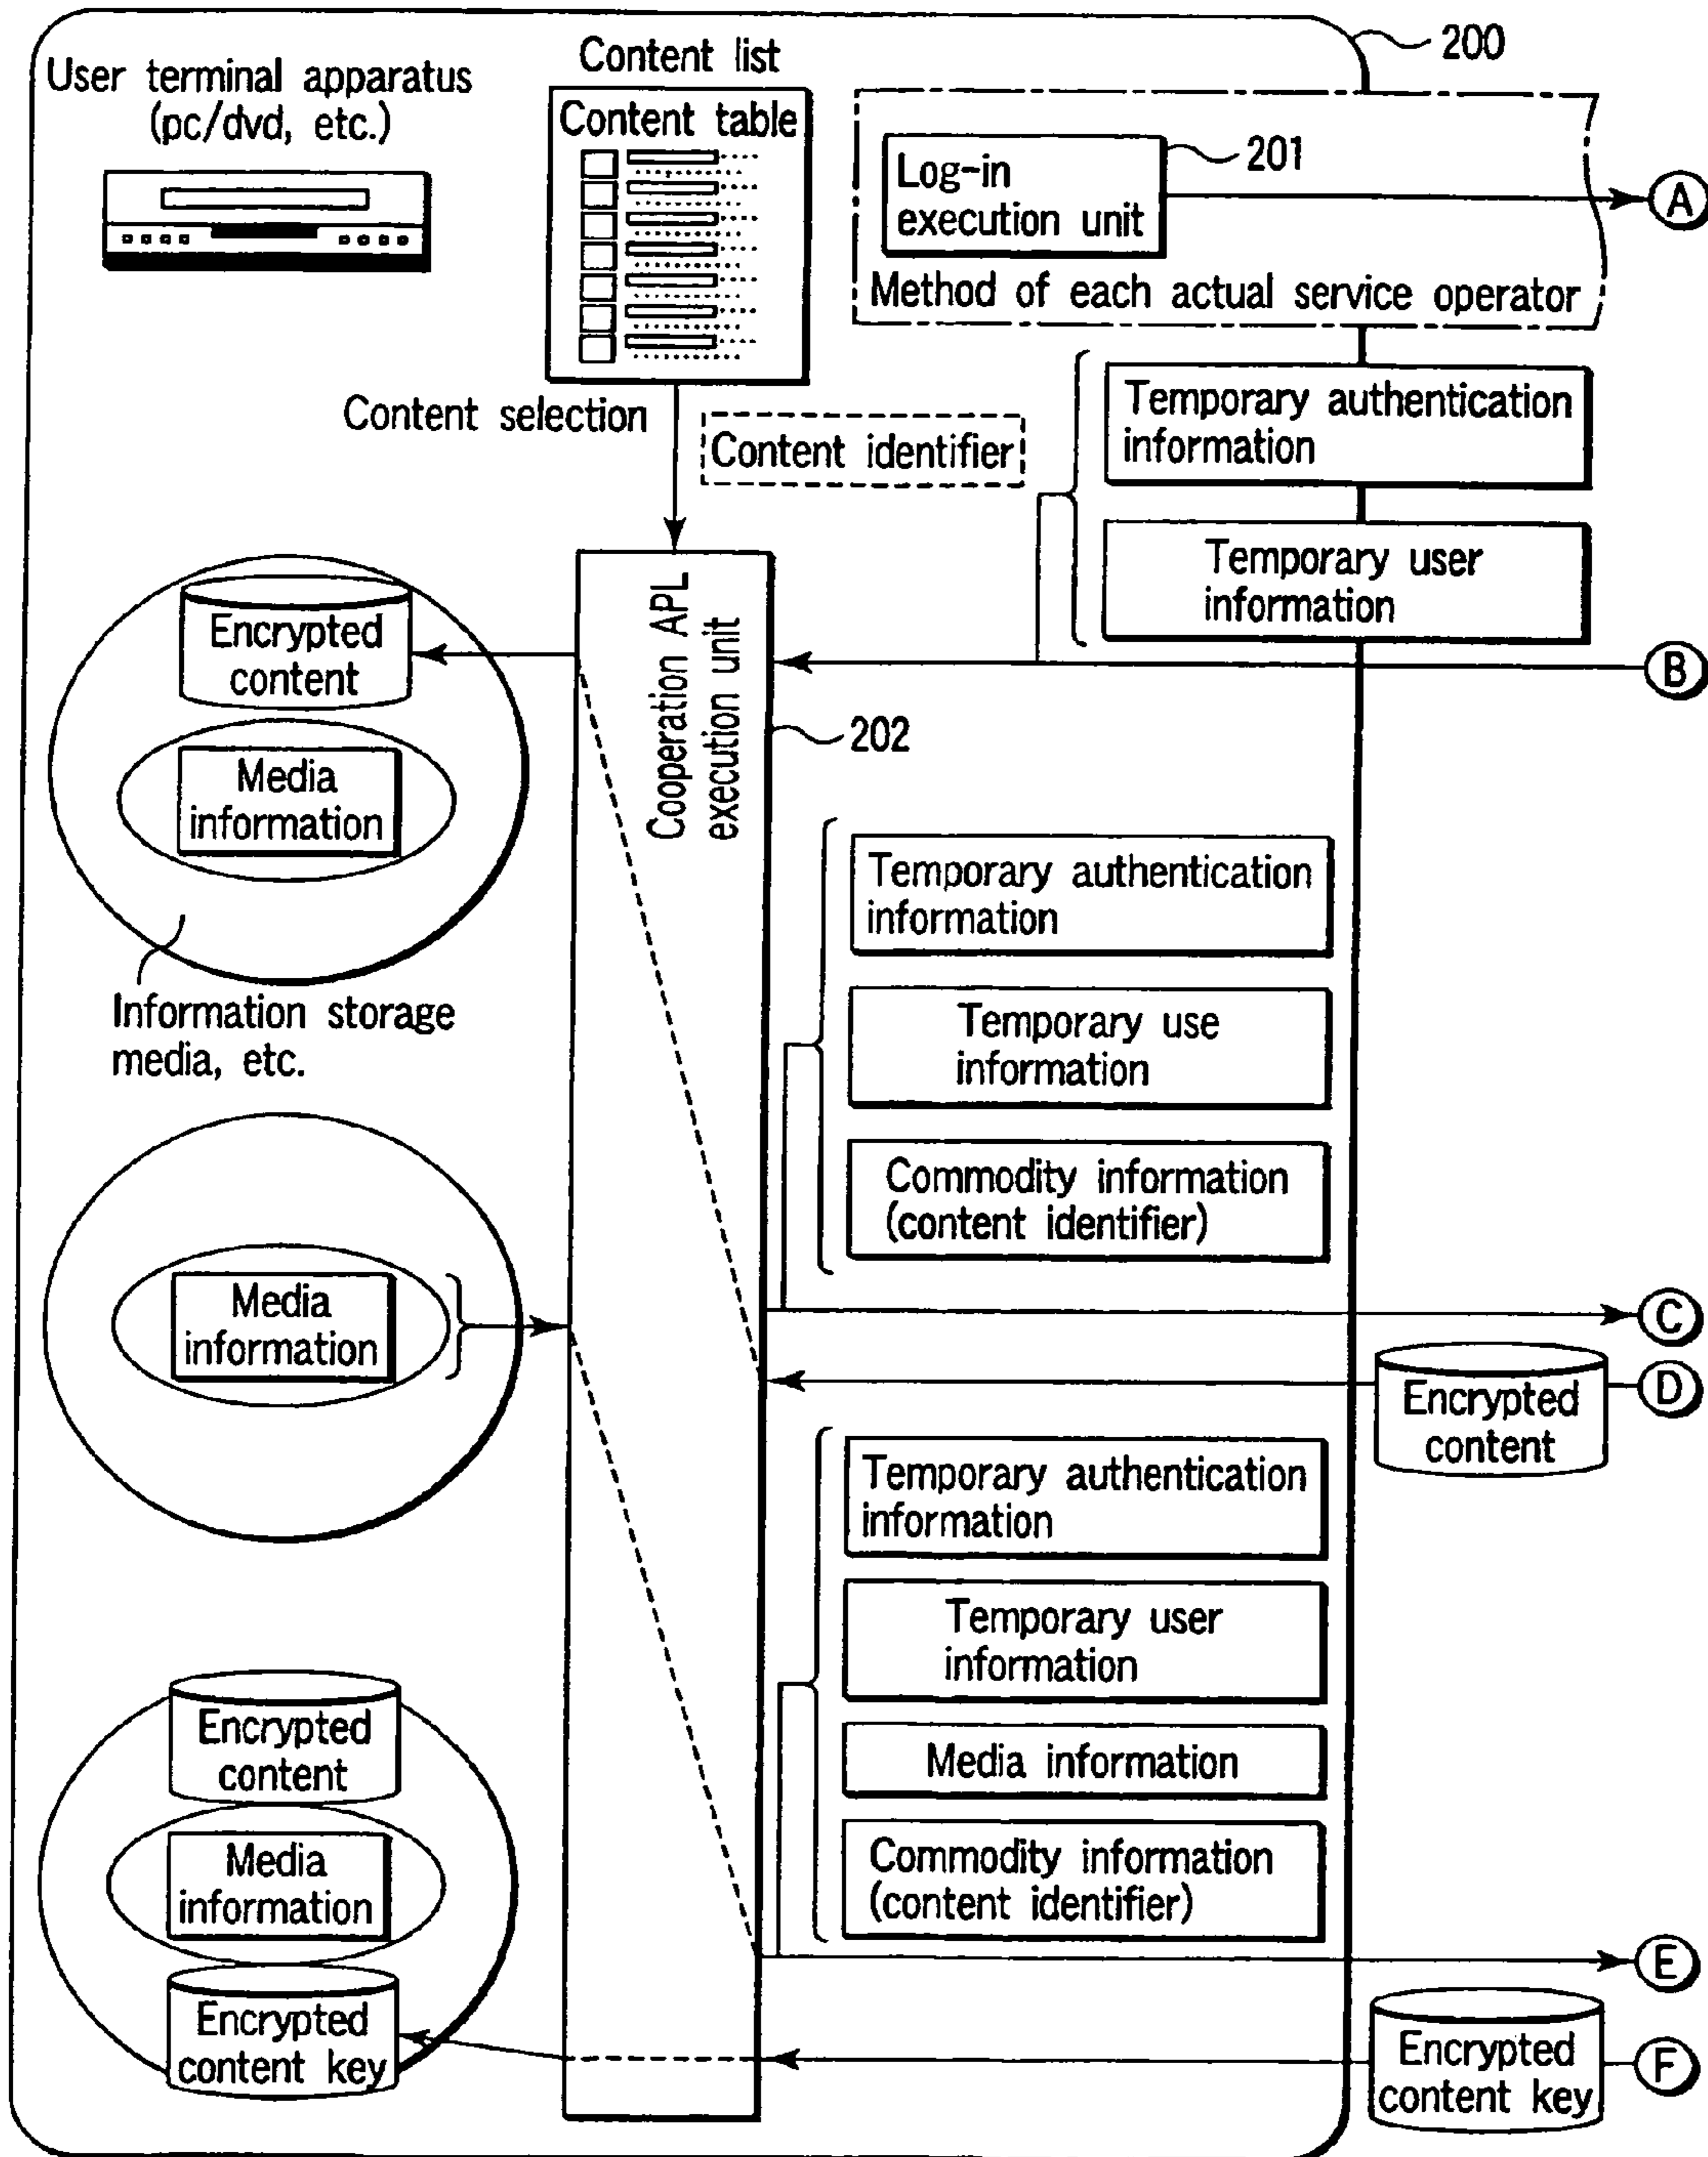 200
User terminal apparatus
(pc/dvd, etc.)
Content list
Content table
Log-in
execution unit
201
A
Method of each actual service operator
Content selection
Content identifier
Temporary authentication
information
Temporary user
information
B
Cooperation APL
execution unit
202
Encrypted
content
Media
information
Information storage
media, etc.
Temporary authentication
information
Temporary use
information
Commodity information
(content identifier)
C
Media
information
D
Encrypted
content
Temporary authentication
information
Temporary user
information
Media information
Commodity information
(content identifier)
E
Encrypted
content
Media
information
Encrypted
content key
Encrypted
content key
F